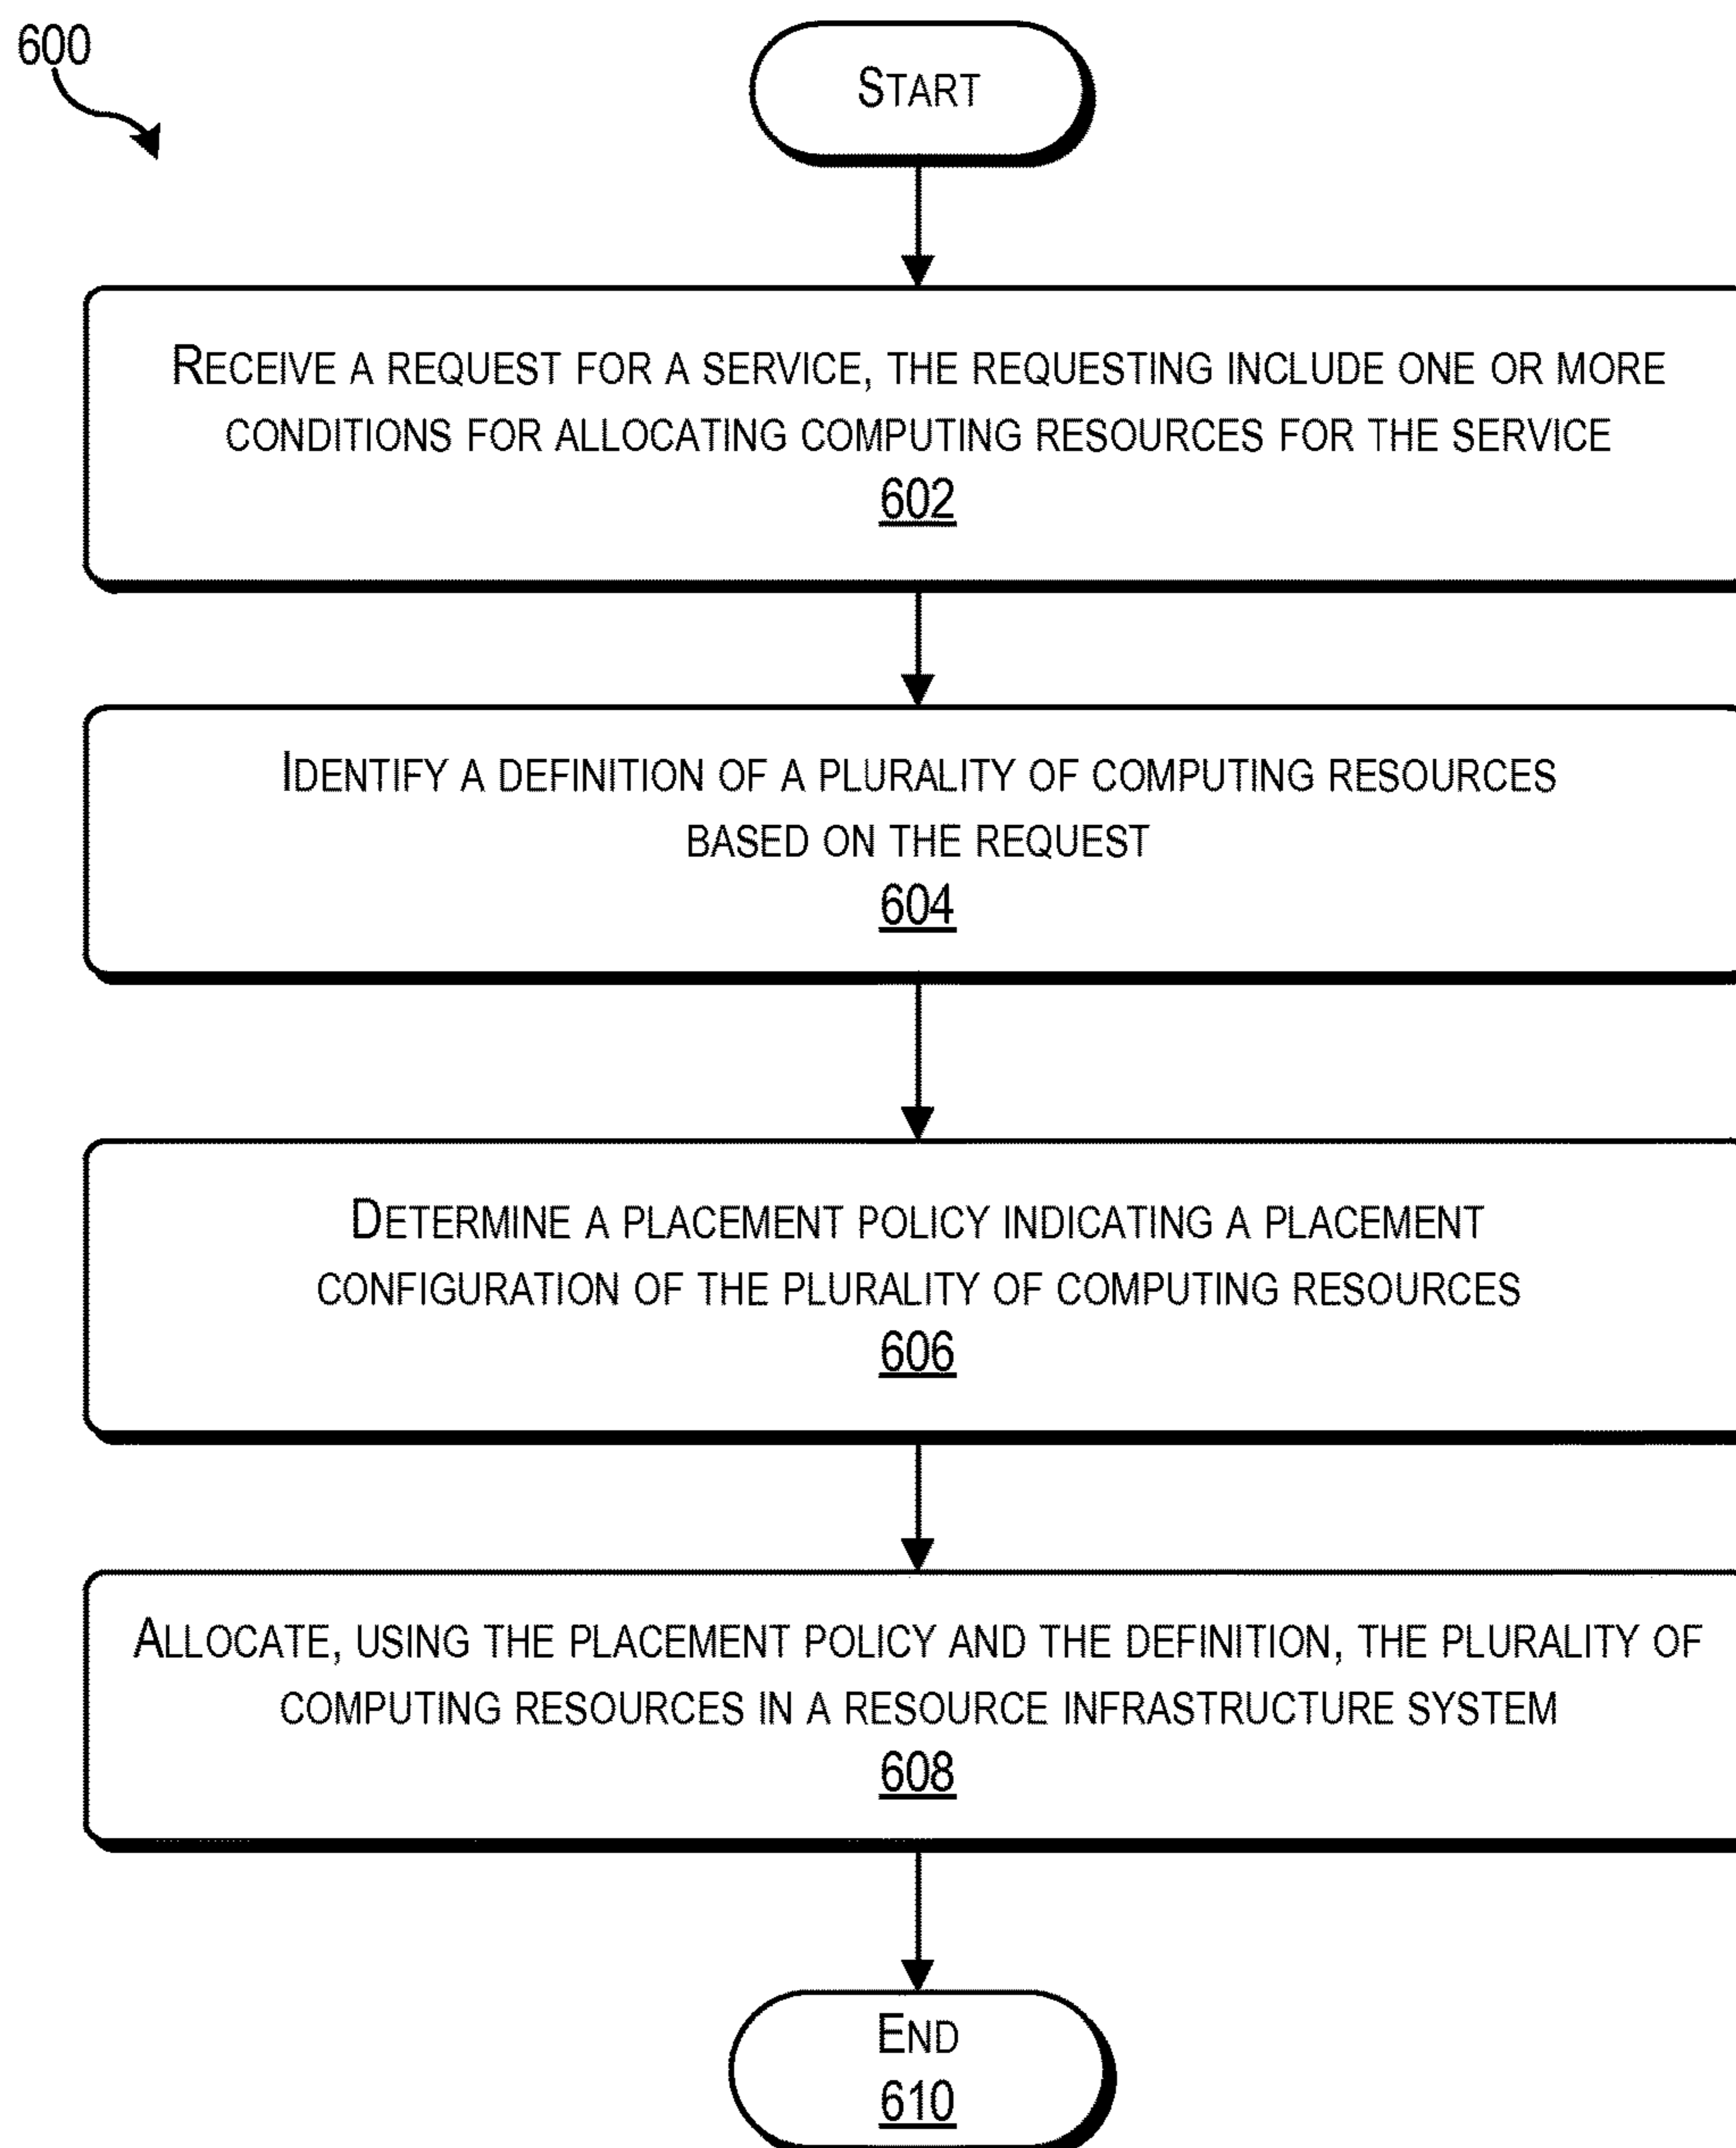 600
START
RECEIVE A REQUEST FOR A SERVICE, THE REQUESTING INCLUDE ONE OR MORE
CONDITIONS FOR ALLOCATING COMPUTING RESOURCES FOR THE SERVICE
602
IDENTIFY A DEFINITION OF A PLURALITY OF COMPUTING RESOURCES
BASED ON THE REQUEST
604
DETERMINE A PLACEMENT POLICY INDICATING A PLACEMENT
CONFIGURATION OF THE PLURALITY OF COMPUTING RESOURCES
606
ALLOCATE, USING THE PLACEMENT POLICY AND THE DEFINITION, THE PLURALITY OF
COMPUTING RESOURCES IN A RESOURCE INFRASTRUCTURE SYSTEM
608
END
610